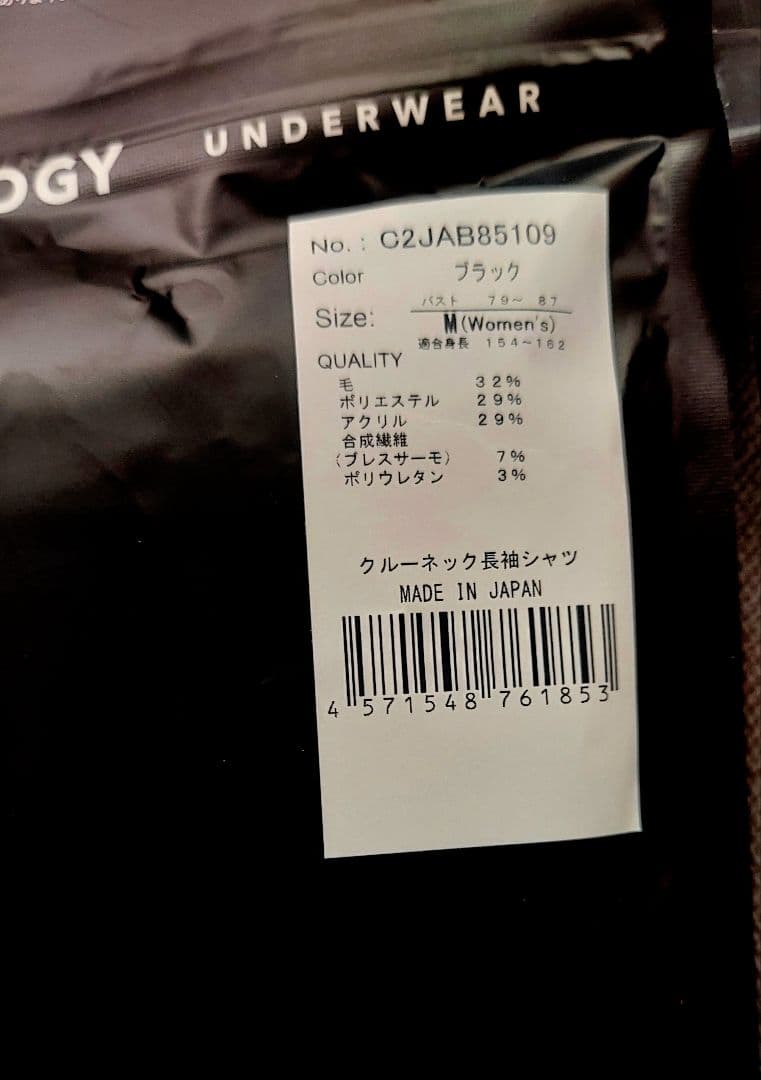 OGY UNDERWEAR
No.: C2JAB85109
Color ブラック
バスト 79～ 87
Size: M(Women's)
適合身長 154～162
QUALITY
毛 32%
ポリエステル 29%
アクリル 29%
合成繊維
(ブレスサーモ) 7%
ポリウレタン 3%
クルーネック長袖シャツ
MADE IN JAPAN
4 571548 761853